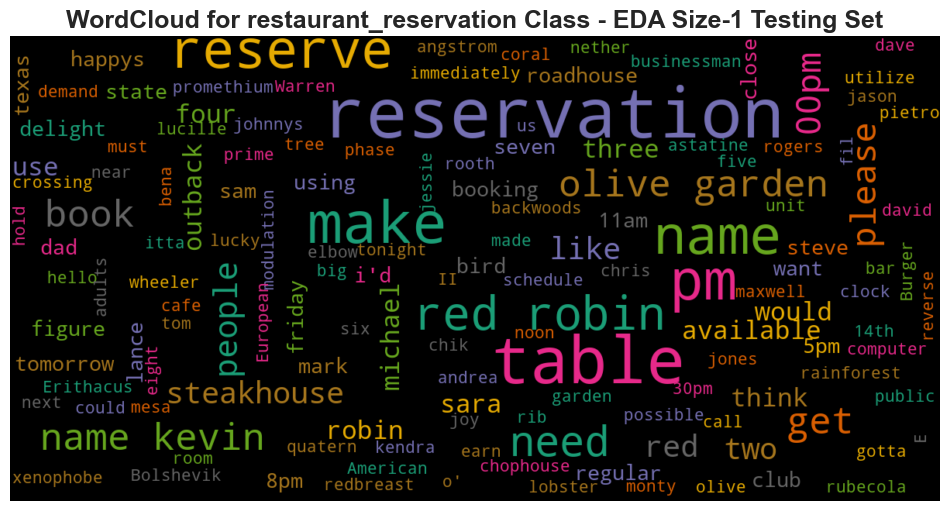 WordCloud for restaurant_reservation Class - EDA Size-1 Testing Set
reserve
angstrom
coral
nether
businessman
close
00pm
dave
texas
happys
immediately
roadhouse
utilize
demand
state
promethium
Warren
reservation
jason
pietro
four
delight
lucille
johnnys
us
seven
three
astatine
rogers
fil
please
must
tree
phase
prime
five
use
near
crossing
bena
outback
sam
using
jessie
rooth
booking
olive garden
unit
david
hold
book
backwoods
11am
name
dad
itta
lucky
modulation
make
elbow
tonight
made
like
steve
hello
adults
wheeler
people
European
big
i'd
II
bird
schedule
chris
pm
want
bar
Burger
maxwell
clock
reverse
cafe
tom
figure
lance
friday
michael
six
red robin
noon
would
available
14th
5pm
computer
tomorrow
eight
mark
chik
table
jones
rainforest
Erithacus
steakhouse
andrea
30pm
next
could
mesa
sara
garden
think
public
joy
rib
possible
call
get
name kevin
robin
need
red
two
gotta
E
room
quatern
kendra
earn
xenophobe
Bolshevik
8pm
American
redbreast
o'
chophouse
lobster
regular
monty
olive
club
rubecola